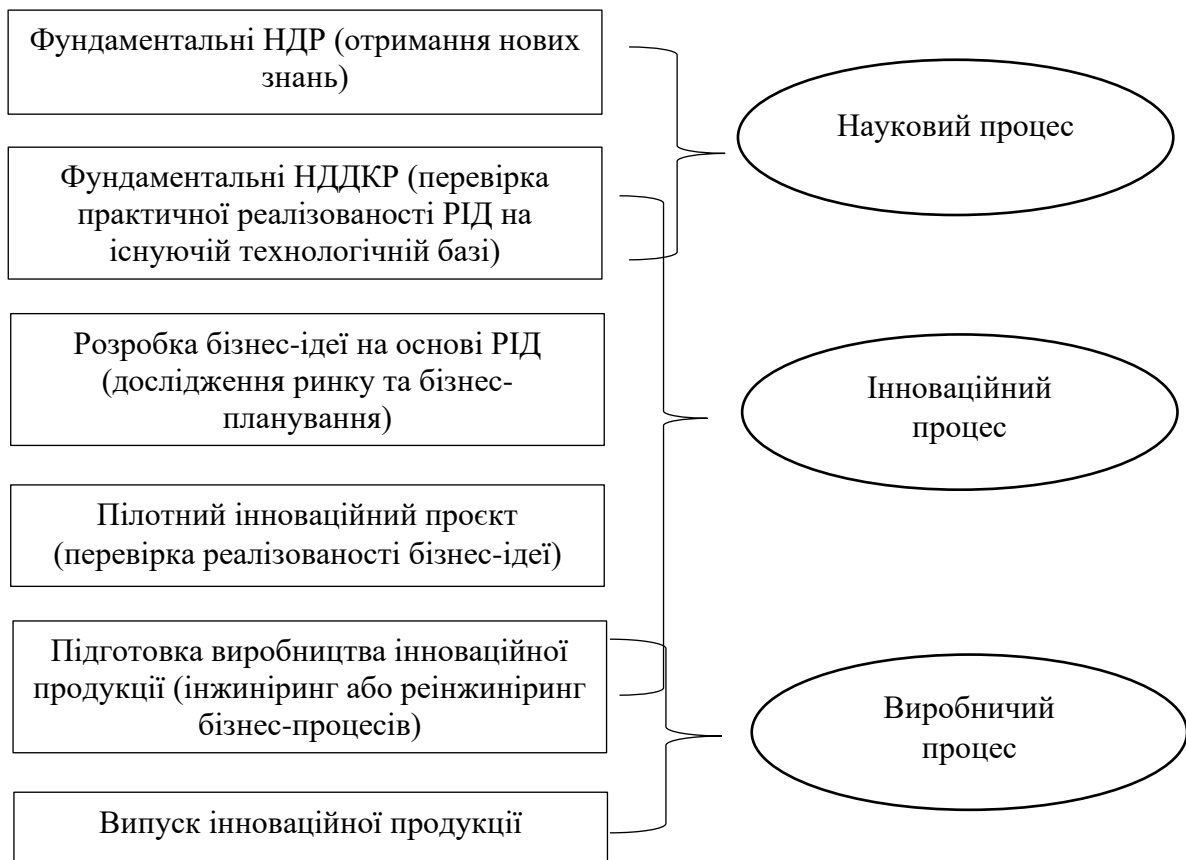 Фундаментальні НДР (отримання нових
знань)
Науковий процес
Фундаментальні НДДКР (перевірка
практичної реалізованості РІД на
існуючій технологічній базі)
Розробка бізнес-ідеї на основі РІД
(дослідження ринку та бізнес-
планування)
Інноваційний
процес
Пілотний інноваційний проєкт
(перевірка реалізованості бізнес-ідеї)
Підготовка виробництва інноваційної
продукції (інжиніринг або реінжиніринг
бізнес-процесів)
Виробничий
процес
Випуск інноваційної продукції